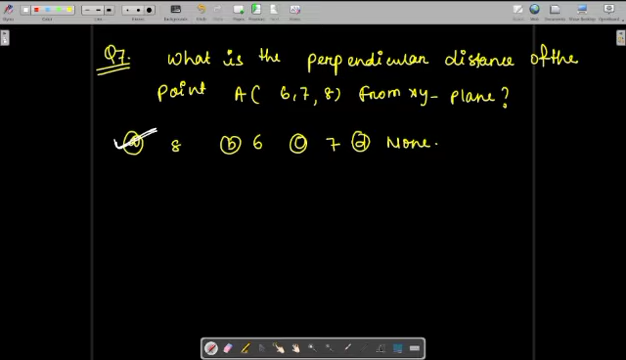 Q7. What is the perpendicular distance of the
point A( 6,7,8) from xy-plane?
(a) 8 (b) 6 (c) 7 (d) None.